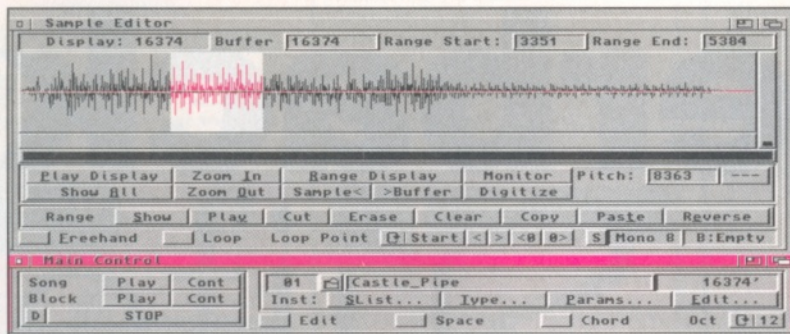 Sample Editor
Display: 16374 Buffer 16374 Range Start: 3351 Range End: 5384
Play Display Zoom In Range Display Monitor Pitch: 8363 ---
Show All Zoom Out Sample< >Buffer Digitize
Range Show Play Cut Erase Clear Copy Paste Reverse
Freehand Loop Loop Point Start < > <0 0> S Mono 8 B:Empty
Main Control
Song Play Cont 01 Castle_Pipe 16374*
Block Play Cont Inst: SList... Type... Params... Edit...
D STOP Edit Space Chord Oct 12